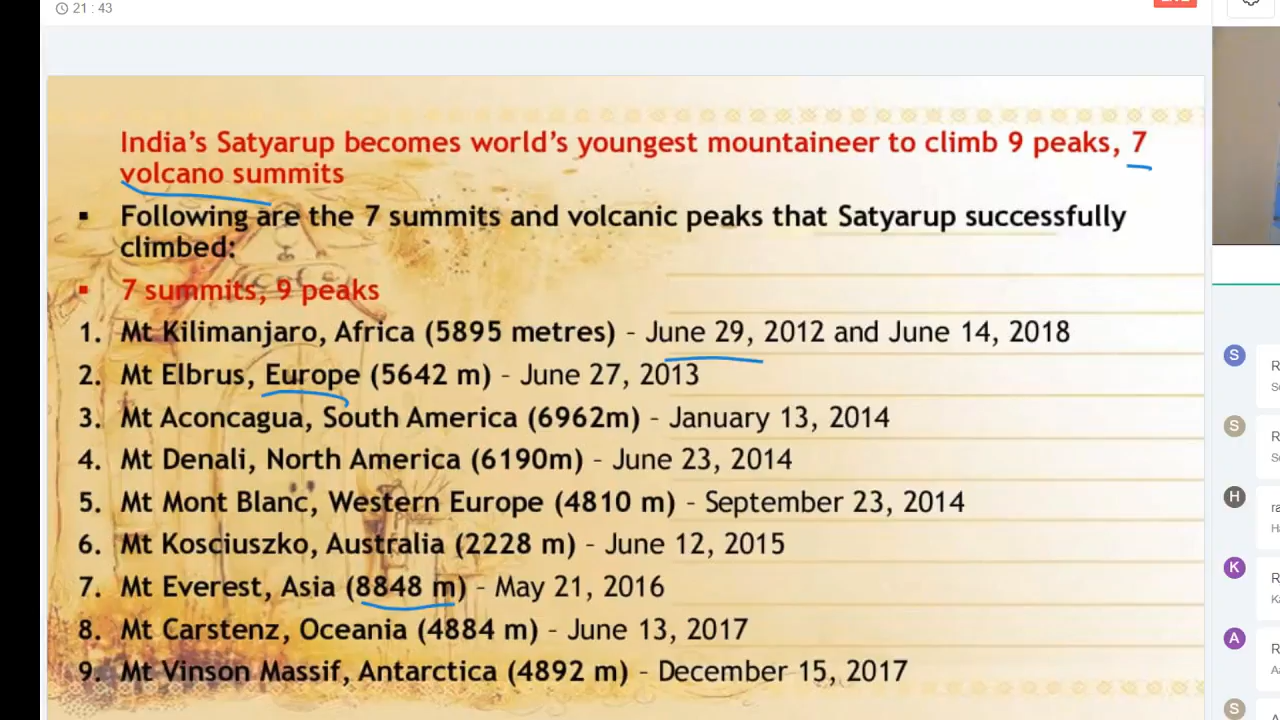 21 : 43
India's Satyarup becomes world's youngest mountaineer to climb 9 peaks, 7
volcano summits
▪ Following are the 7 summits and volcanic peaks that Satyarup successfully
climbed:
▪ 7 summits, 9 peaks
1. Mt Kilimanjaro, Africa (5895 metres) – June 29, 2012 and June 14, 2018
2. Mt Elbrus, Europe (5642 m) – June 27, 2013
3. Mt Aconcagua, South America (6962m) – January 13, 2014
4. Mt Denali, North America (6190m) – June 23, 2014
5. Mt Mont Blanc, Western Europe (4810 m) – September 23, 2014
6. Mt Kosciuszko, Australia (2228 m) – June 12, 2015
7. Mt Everest, Asia (8848 m) – May 21, 2016
8. Mt Carstenz, Oceania (4884 m) – June 13, 2017
9. Mt Vinson Massif, Antarctica (4892 m) – December 15, 2017
S
S
H
K
A
S